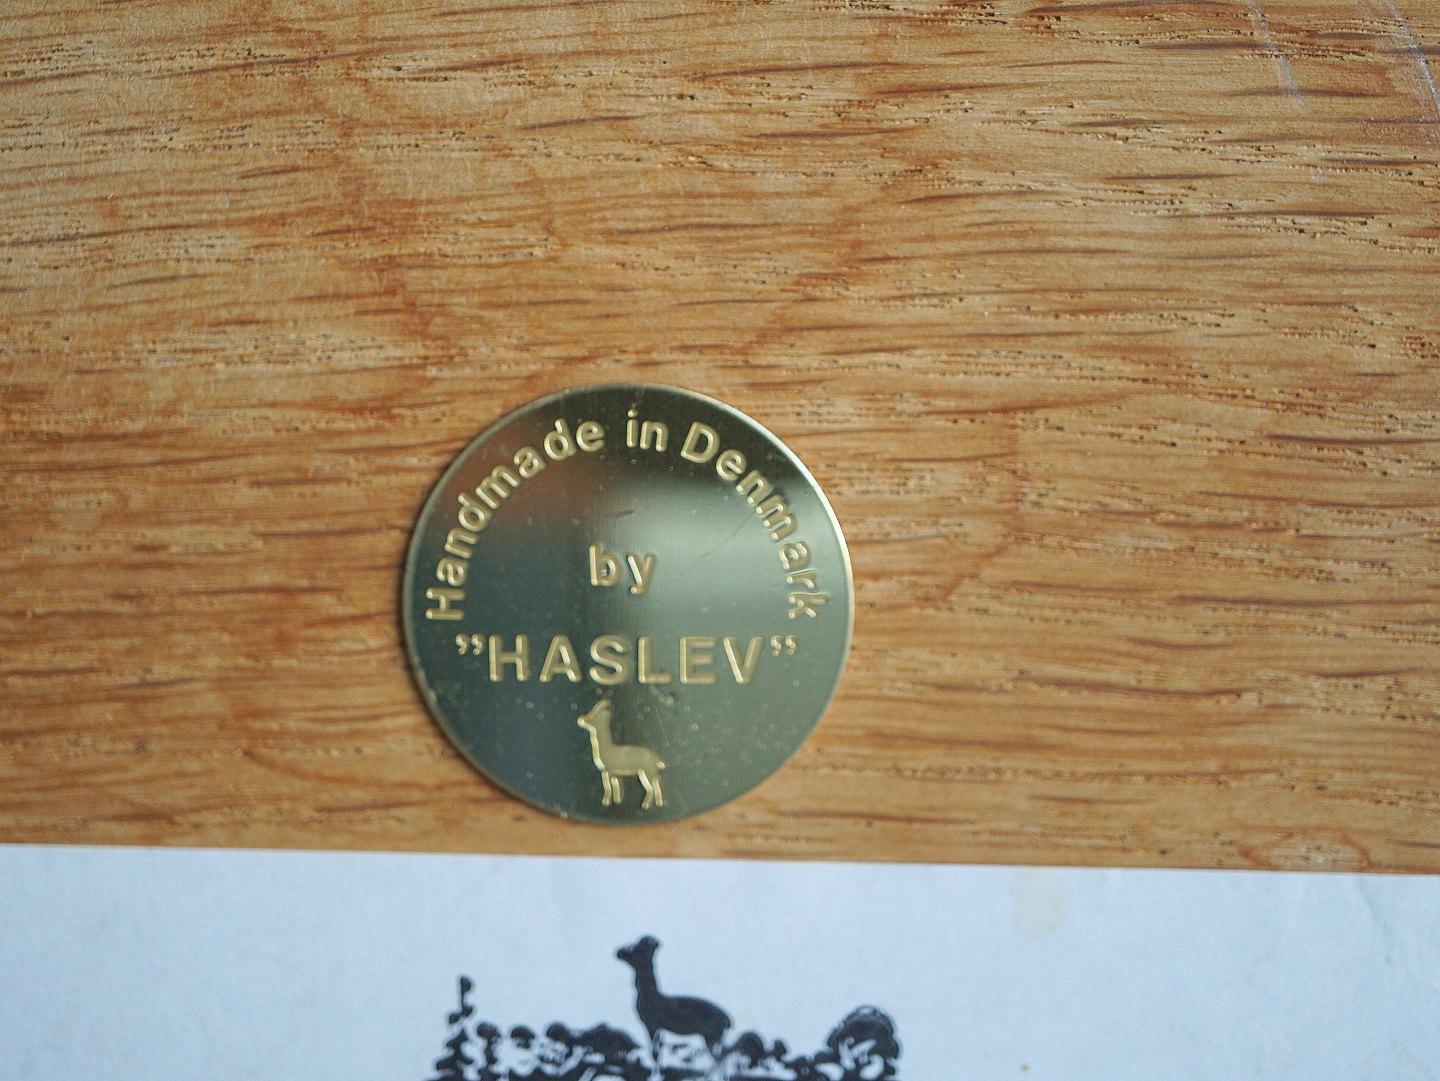 Handmade in Denmark
by
”HASLEV”